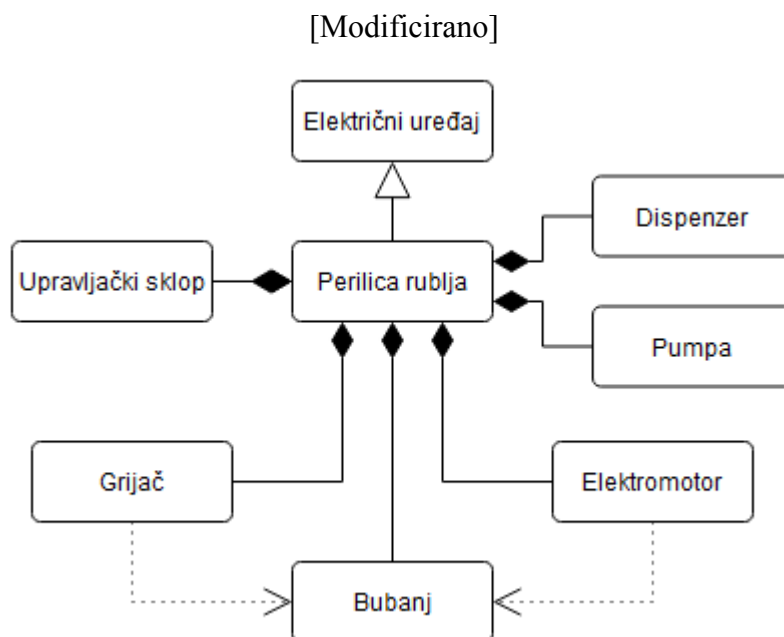 [Modificirano]
Električni uređaj
Dispenzer
Upravljački sklop
Perilica rublja
Pumpa
Grijač
Elektromotor
Bubanj